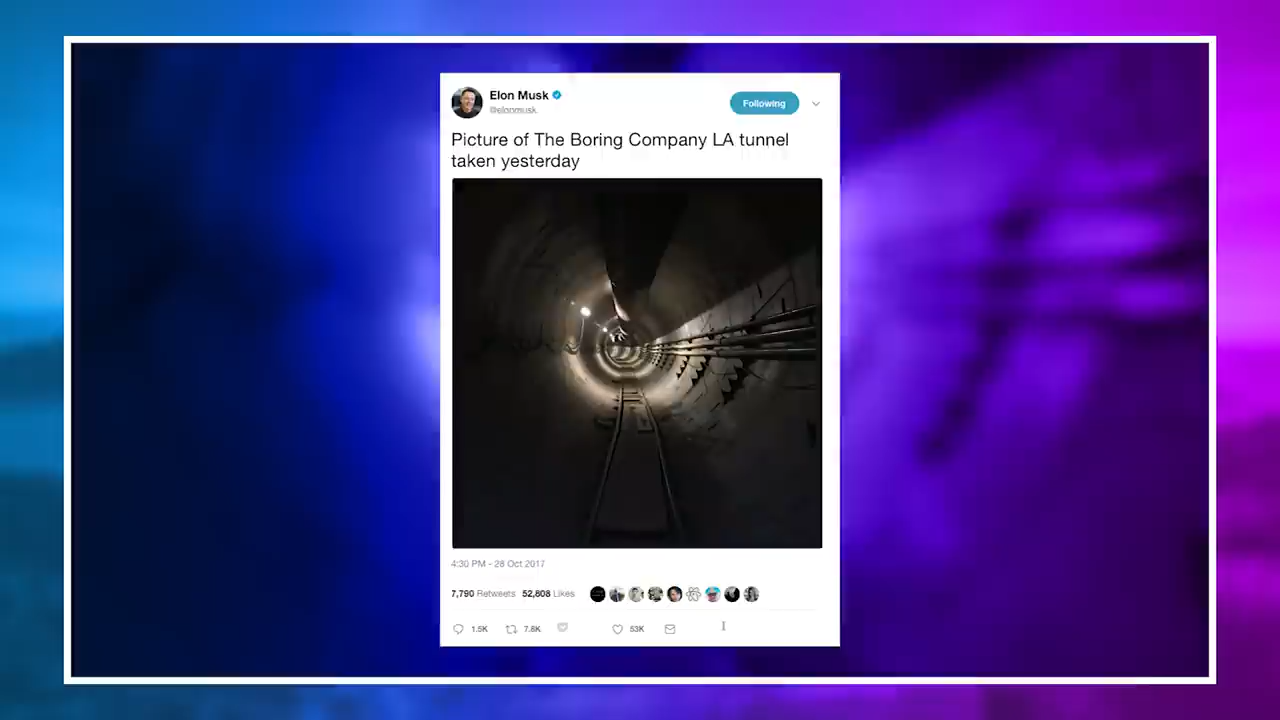 Elon Musk
@elonmusk
Following
Picture of The Boring Company LA tunnel
taken yesterday
4:30 PM - 28 Oct 2017
7,790 Retweets 52,808 Likes
1.5K 7.8K 53K